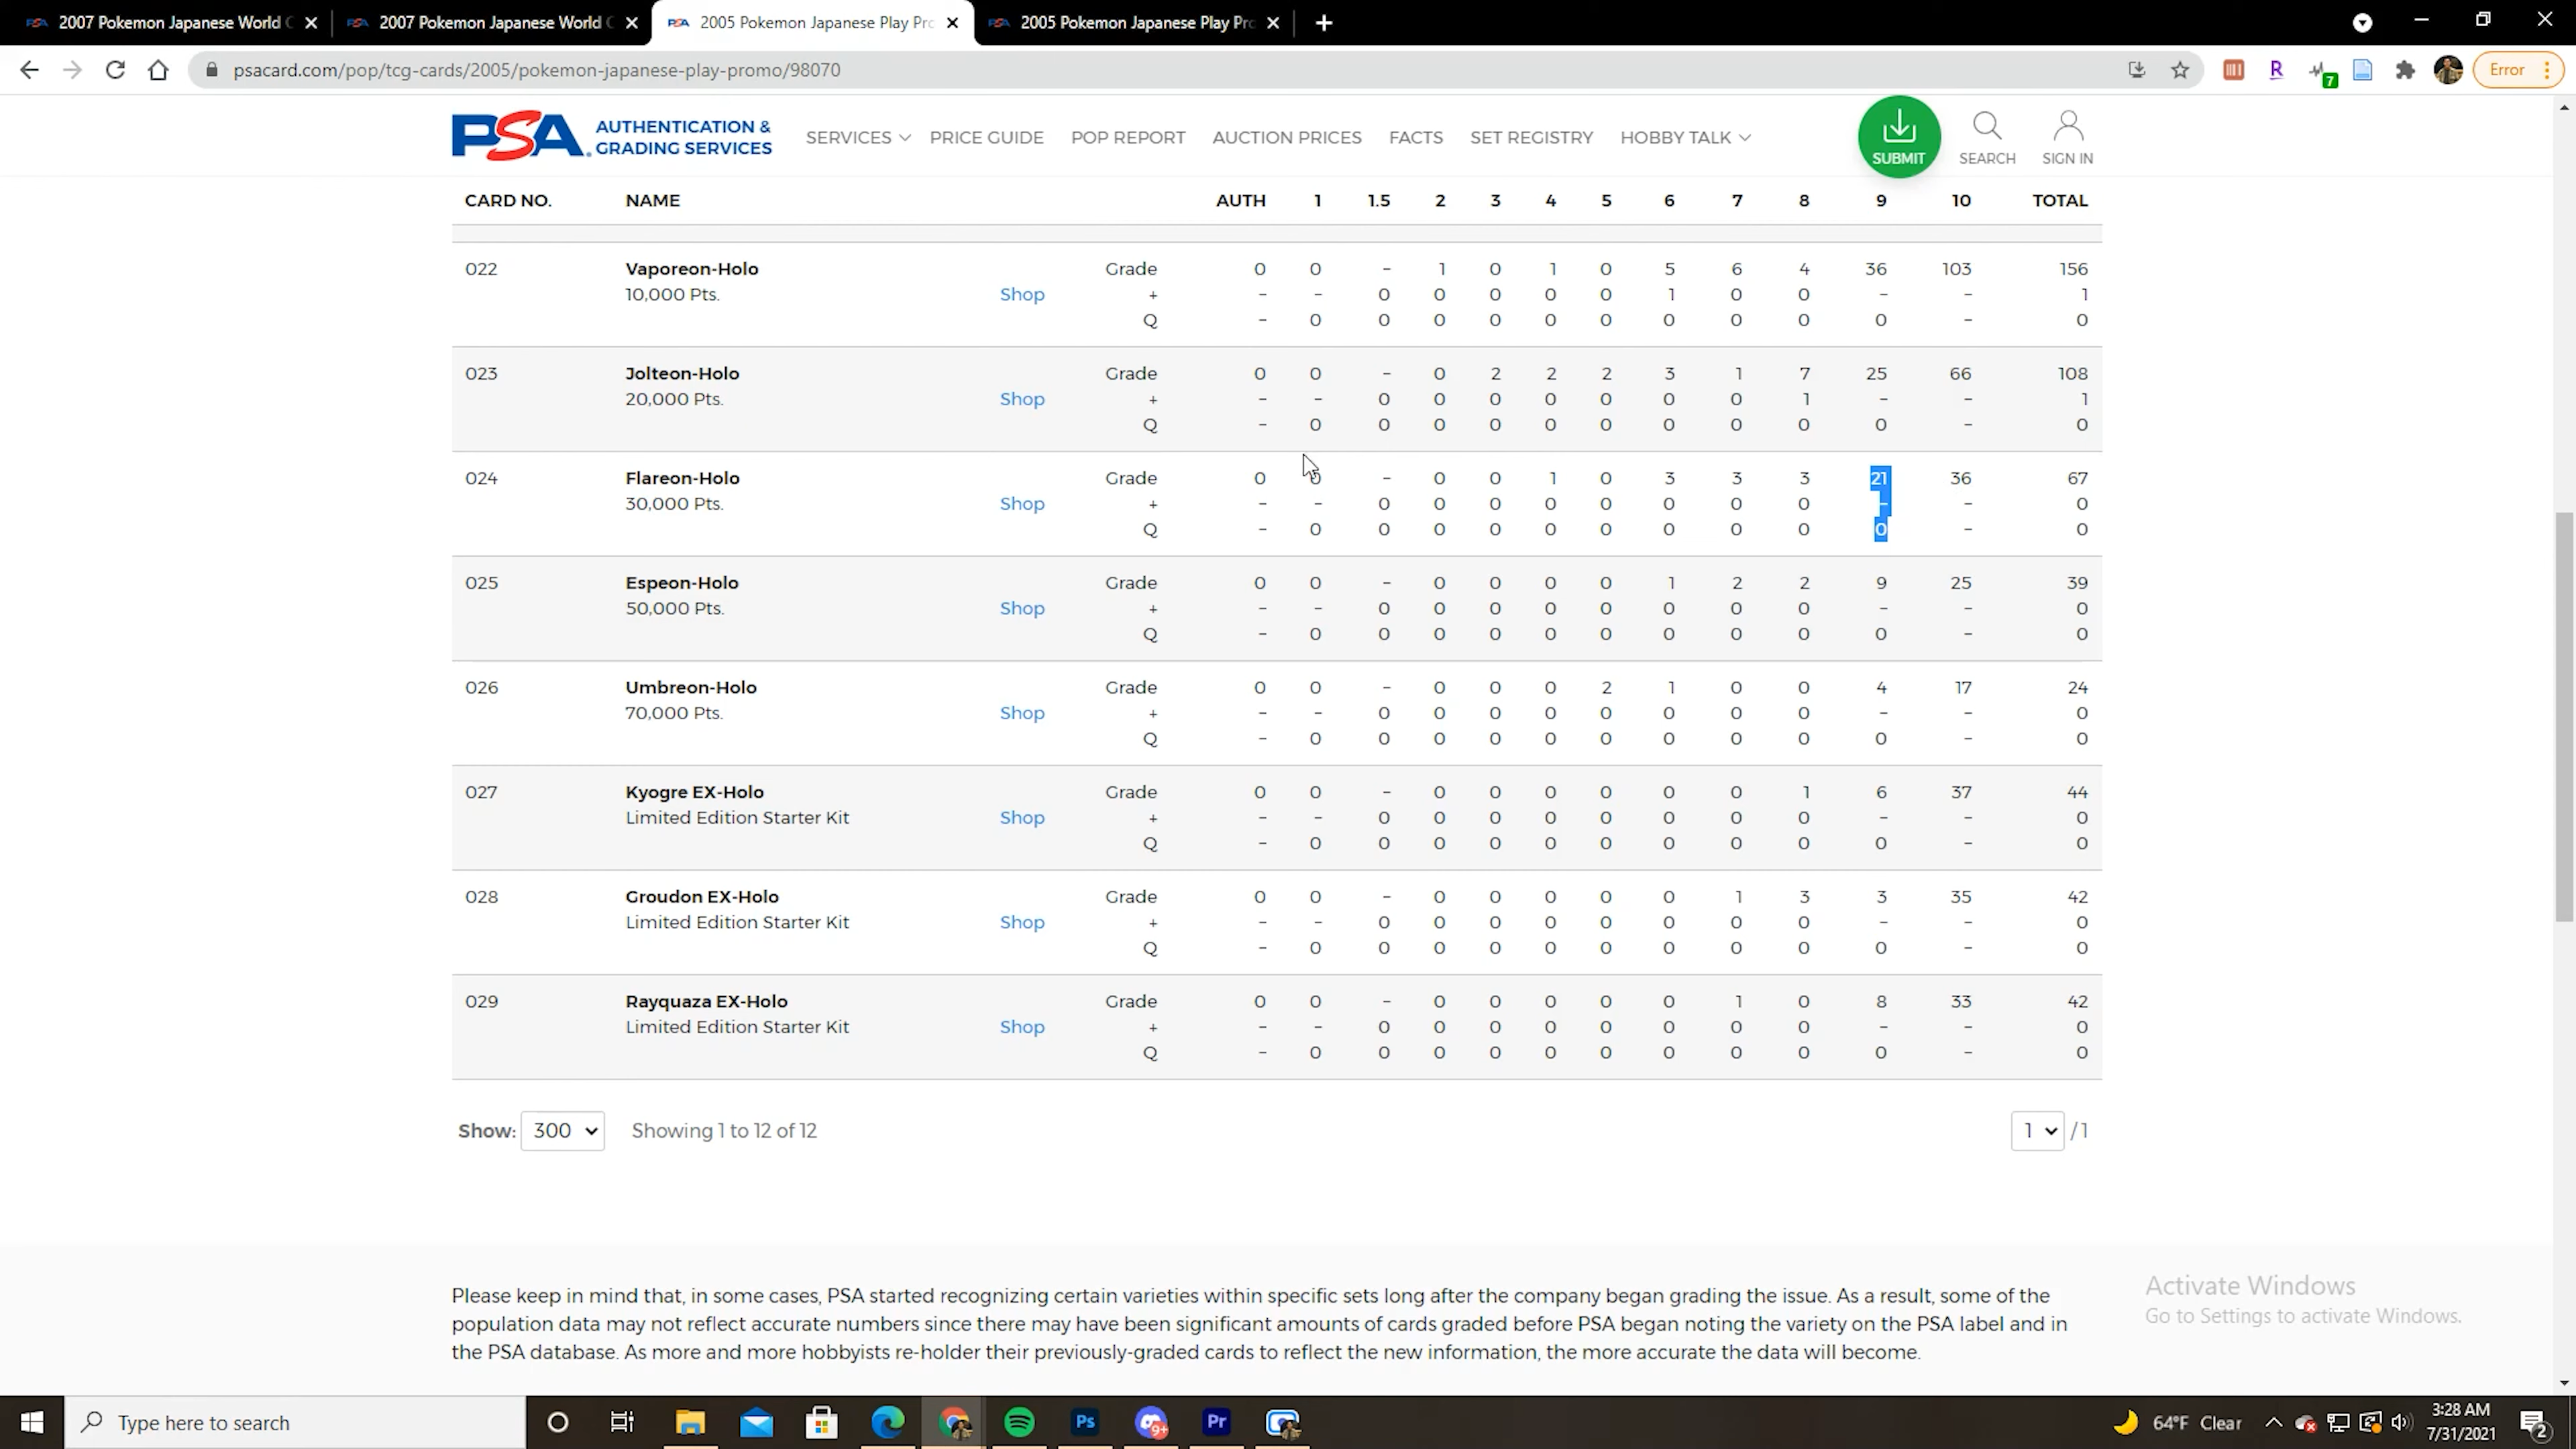 2007 Pokemon Japanese World C
2007 Pokemon Japanese World C
2005 Pokemon Japanese Play Pro
2005 Pokemon Japanese Play Pro
psacard.com/pop/tcg-cards/2005/pokemon-japanese-play-promo/98070
R
7
Error
PSA AUTHENTICATION & GRADING SERVICES
SERVICES PRICE GUIDE POP REPORT AUCTION PRICES FACTS SET REGISTRY HOBBY TALK SUBMIT SEARCH SIGN IN
CARD NO. NAME AUTH 1 1.5 2 3 4 5 6 7 8 9 10 TOTAL
022 Vaporeon-Holo Grade 0 0 - 1 0 1 0 5 6 4 36 103 156
10,000 Pts. Shop + - - 0 0 0 0 0 1 0 0 - - 1
Q - 0 0 0 0 0 0 0 0 0 0 - 0
023 Jolteon-Holo Grade 0 0 - 0 2 2 2 3 1 7 25 66 108
20,000 Pts. Shop + - - 0 0 0 0 0 0 0 1 - - 1
Q - 0 0 0 0 0 0 0 0 0 0 - 0
024 Flareon-Holo Grade 0 0 - 0 0 1 0 3 3 3 21 36 67
30,000 Pts. Shop + - - 0 0 0 0 0 0 0 0 - - 0
Q - 0 0 0 0 0 0 0 0 0 0 - 0
025 Espeon-Holo Grade 0 0 - 0 0 0 0 1 2 2 9 25 39
50,000 Pts. Shop + - - 0 0 0 0 0 0 0 0 - - 0
Q - 0 0 0 0 0 0 0 0 0 0 - 0
026 Umbreon-Holo Grade 0 0 - 0 0 0 2 1 0 0 4 17 24
70,000 Pts. Shop + - - 0 0 0 0 0 0 0 0 - - 0
Q - 0 0 0 0 0 0 0 0 0 0 - 0
027 Kyogre EX-Holo Grade 0 0 - 0 0 0 0 0 0 1 6 37 44
Limited Edition Starter Kit Shop + - - 0 0 0 0 0 0 0 0 - - 0
Q - 0 0 0 0 0 0 0 0 0 0 - 0
028 Groudon EX-Holo Grade 0 0 - 0 0 0 0 0 1 3 3 35 42
Limited Edition Starter Kit Shop + - - 0 0 0 0 0 0 0 0 - - 0
Q - 0 0 0 0 0 0 0 0 0 0 - 0
029 Rayquaza EX-Holo Grade 0 0 - 0 0 0 0 0 1 0 8 33 42
Limited Edition Starter Kit Shop + - - 0 0 0 0 0 0 0 0 - - 0
Q - 0 0 0 0 0 0 0 0 0 0 - 0
Show: 300 Showing 1 to 12 of 12 1 /1
Please keep in mind that, in some cases, PSA started recognizing certain varieties within specific sets long after the company began grading the issue. As a result, some of the
population data may not reflect accurate numbers since there may have been significant amounts of cards graded before PSA began noting the variety on the PSA label and in
the PSA database. As more and more hobbyists re-holder their previously-graded cards to reflect the new information, the more accurate the data will become.
Activate Windows
Go to Settings to activate Windows.
Type here to search
Ps
9+
Pr
64°F Clear
3:28 AM
7/31/2021
2